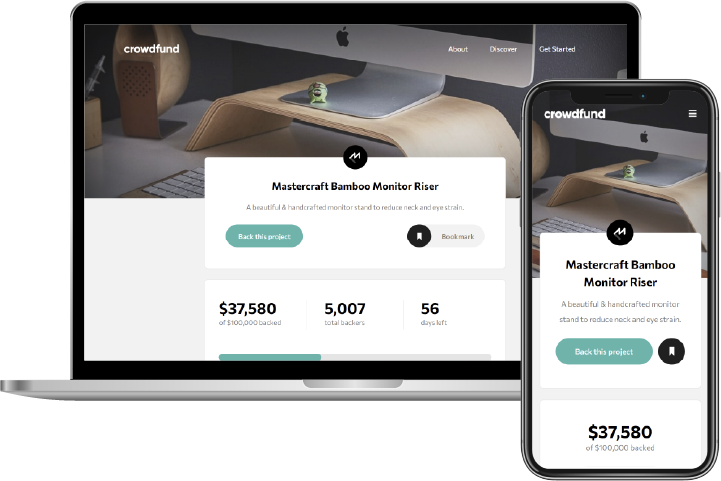 crowdfund
About
Discover
Get Started
Mastercraft Bamboo Monitor Riser
A beautiful & handcrafted monitor stand to reduce neck and eye strain.
Back this project
Bookmark
$37,580
of $100,000 backed
5,007
total backers
56
days left
crowdfund
Mastercraft Bamboo
Monitor Riser
A beautiful & handcrafted monitor
stand to reduce neck and eye strain.
Back this project
$37,580
of $100,000 backed